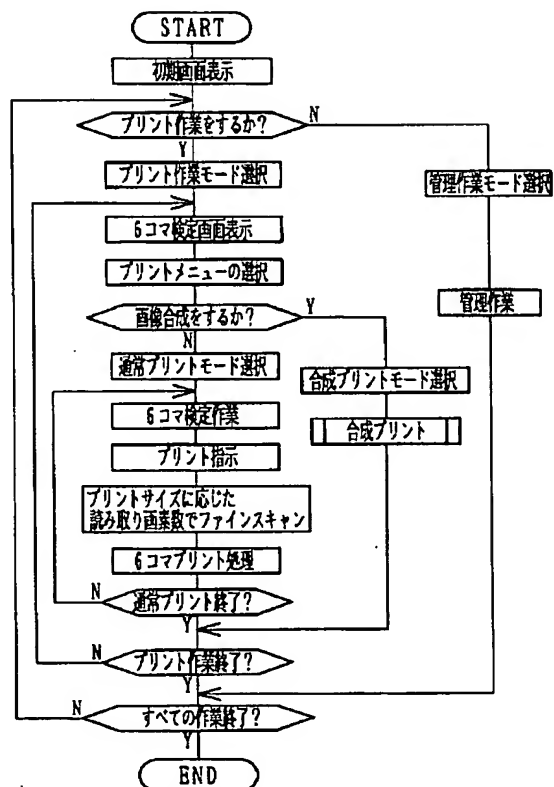 START
初期画面表示
プリント作業をするか?
N
Y
プリント作業モード選択
管理作業モード選択
6コマ検定画面表示
プリントメニューの選択
管理作業
画像合成をするか?
Y
N
通常プリントモード選択
合成プリントモード選択
6コマ検定作業
合成プリント
プリント指示
プリントサイズに応じた
読み取り画素数でファインスキャン
6コマプリント処理
N
通常プリント終了?
Y
N
プリント作業終了?
Y
N
すべての作業終了?
Y
END